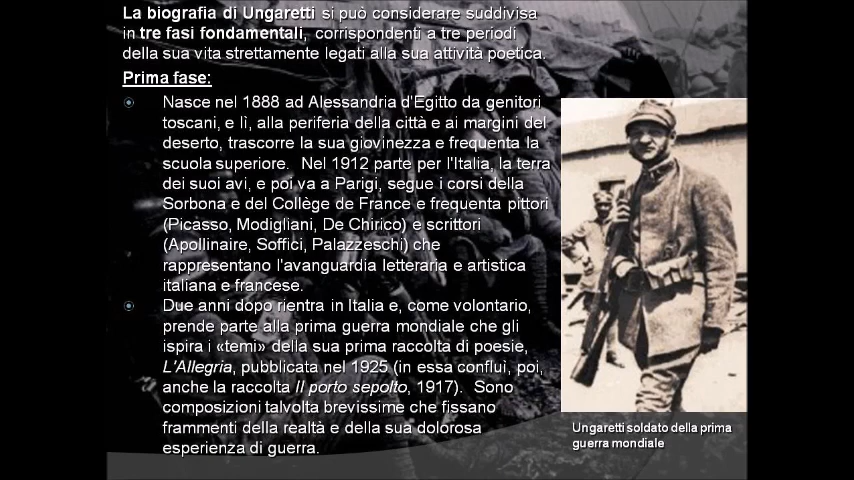 La biografia di Ungaretti si può considerare suddivisa
in tre fasi fondamentali, corrispondenti a tre periodi
della sua vita strettamente legati alla sua attività poetica.
Prima fase:
Nasce nel 1888 ad Alessandria d'Egitto da genitori
toscani, e lì, alla periferia della città e ai margini del
deserto, trascorre la sua giovinezza e frequenta la
scuola superiore. Nel 1912 parte per l'Italia, la terra
dei suoi avi, e poi va a Parigi, segue i corsi della
Sorbona e del Collège de France e frequenta pittori
(Picasso, Modigliani, De Chirico) e scrittori
(Apollinaire, Soffici, Palazzeschi) che
rappresentano l'avanguardia letteraria e artistica
italiana e francese.
Due anni dopo rientra in Italia e, come volontario,
prende parte alla prima guerra mondiale che gli
ispira i «temi» della sua prima raccolta di poesie,
L'Allegria, pubblicata nel 1925 (in essa confluì, poi,
anche la raccolta Il porto sepolto, 1917). Sono
composizioni talvolta brevissime che fissano
frammenti della realtà e della sua dolorosa
esperienza di guerra.
Ungaretti soldato della prima
guerra mondiale